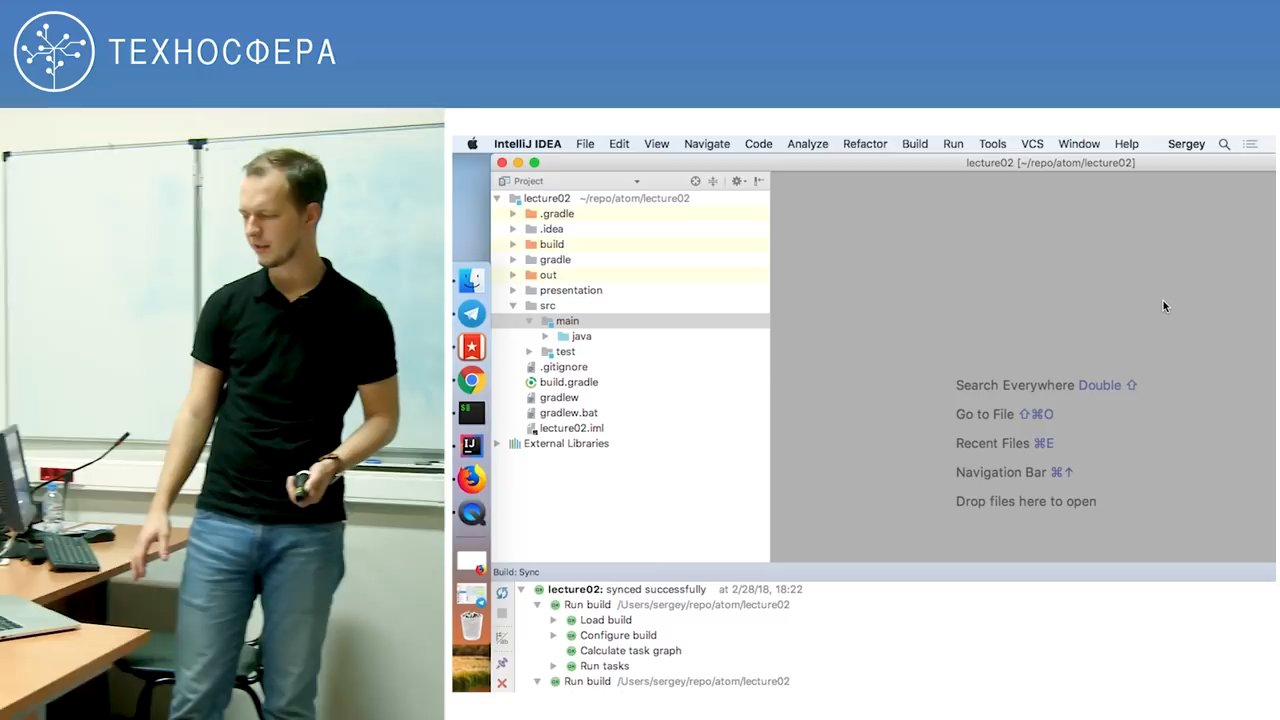 ТЕХНОСФЕРА
IntelliJ IDEA File Edit View Navigate Code Analyze Refactor Build Run Tools VCS Window Help Sergey
lecture02 [~/repo/atom/lecture02]
Project
lecture02 ~/repo/atom/lecture02
.gradle
.idea
build
gradle
out
presentation
src
main
java
test
.gitignore
build.gradle
gradlew
gradlew.bat
lecture02.iml
External Libraries
Search Everywhere Double ⇧
Go to File ⇧⌘O
Recent Files ⌘E
Navigation Bar ⌘↑
Drop files here to open
Build: Sync
lecture02: synced successfully at 2/28/18, 18:22
Run build /Users/sergey/repo/atom/lecture02
Load build
Configure build
Calculate task graph
Run tasks
Run build /Users/sergey/repo/atom/lecture02